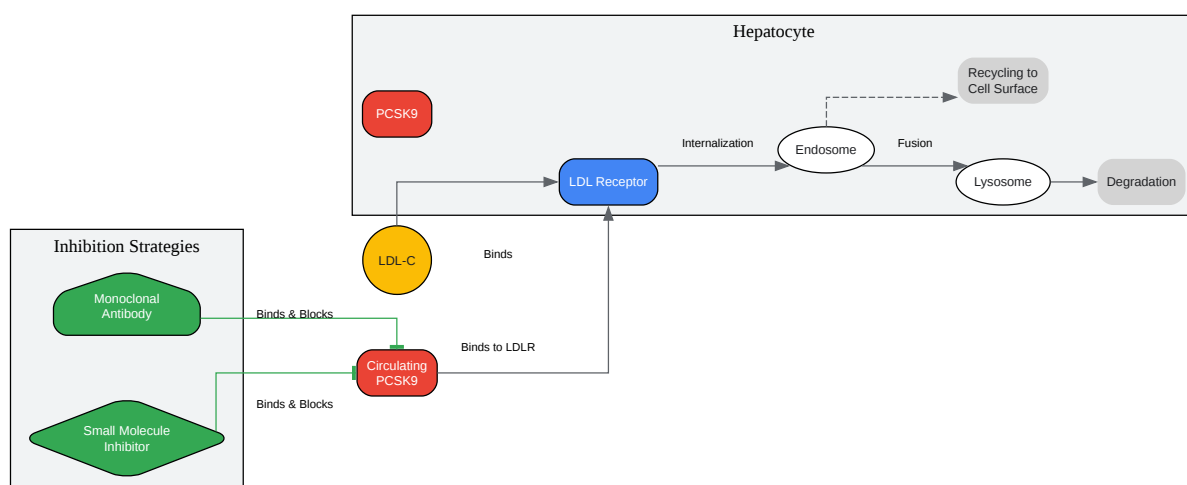 Hepatocyte
Recycling to
Cell Surface
PCSK9
Internalization
Endosome
Fusion
LDL Receptor
Lysosome
Degradation
Inhibition Strategies
LDL-C
Binds
Monoclonal
Antibody
Binds & Blocks
Binds to LDLR
Circulating
PCSK9
Binds & Blocks
Small Molecule
Inhibitor